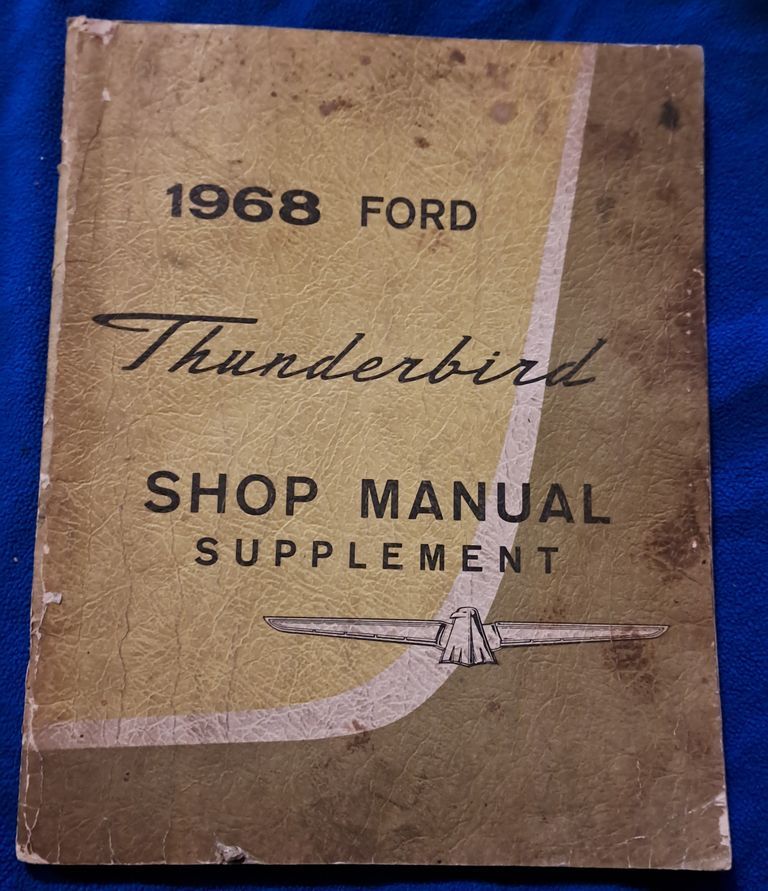 1968 FORD
Thunderbird
SHOP MANUAL
SUPPLEMENT